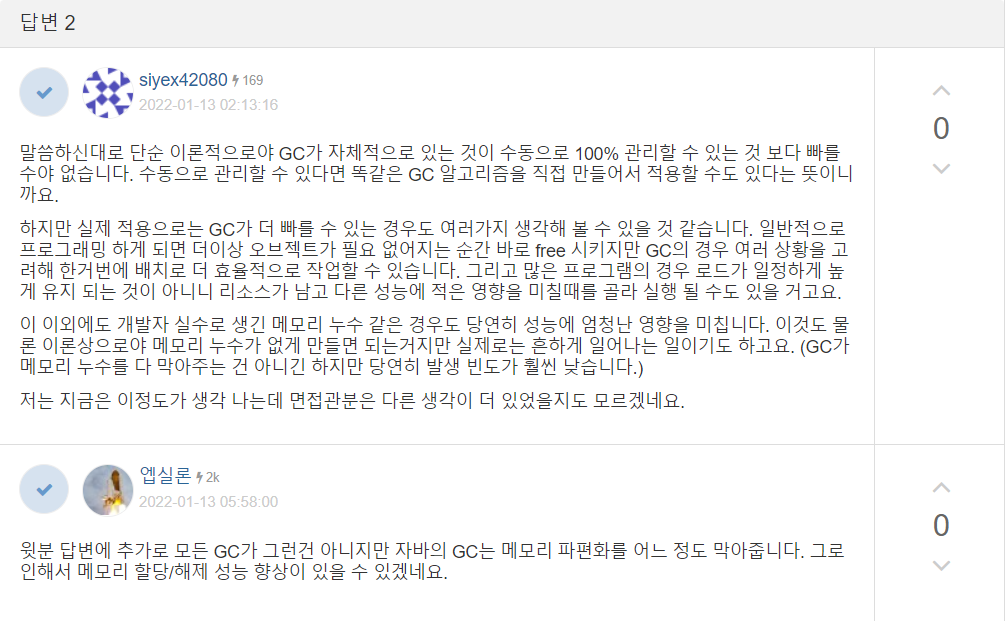 답변 2
siyex42080 169
2022-01-13 02:13:16
0
말씀하신대로 단순 이론적으로야 GC가 자체적으로 있는 것이 수동으로 100% 관리할 수 있는 것 보다 빠를
수야 없습니다. 수동으로 관리할 수 있다면 똑같은 GC 알고리즘을 직접 만들어서 적용할 수도 있다는 뜻이니
까요.
하지만 실제 적용으로는 GC가 더 빠를 수 있는 경우도 여러가지 생각해 볼 수 있을 것 같습니다. 일반적으로
프로그래밍 하게 되면 더이상 오브젝트가 필요 없어지는 순간 바로 free 시키지만 GC의 경우 여러 상황을 고
려해 한거번에 배치로 더 효율적으로 작업할 수 있습니다. 그리고 많은 프로그램의 경우 로드가 일정하게 높
게 유지 되는 것이 아니니 리소스가 남고 다른 성능에 적은 영향을 미칠때를 골라 실행 될 수도 있을 거고요.
이 이외에도 개발자 실수로 생긴 메모리 누수 같은 경우도 당연히 성능에 엄청난 영향을 미칩니다. 이것도 물
론 이론상으로야 메모리 누수가 없게 만들면 되는거지만 실제로는 흔하게 일어나는 일이기도 하고요. (GC가
메모리 누수를 다 막아주는 건 아니긴 하지만 당연히 발생 빈도가 훨씬 낮습니다.)
저는 지금은 이정도가 생각 나는데 면접관분은 다른 생각이 더 있었을지도 모르겠네요.
엡실론 2k
2022-01-13 05:58:00
0
윗분 답변에 추가로 모든 GC가 그런건 아니지만 자바의 GC는 메모리 파편화를 어느 정도 막아줍니다. 그로
인해서 메모리 할당/해제 성능 향상이 있을 수 있겠네요.